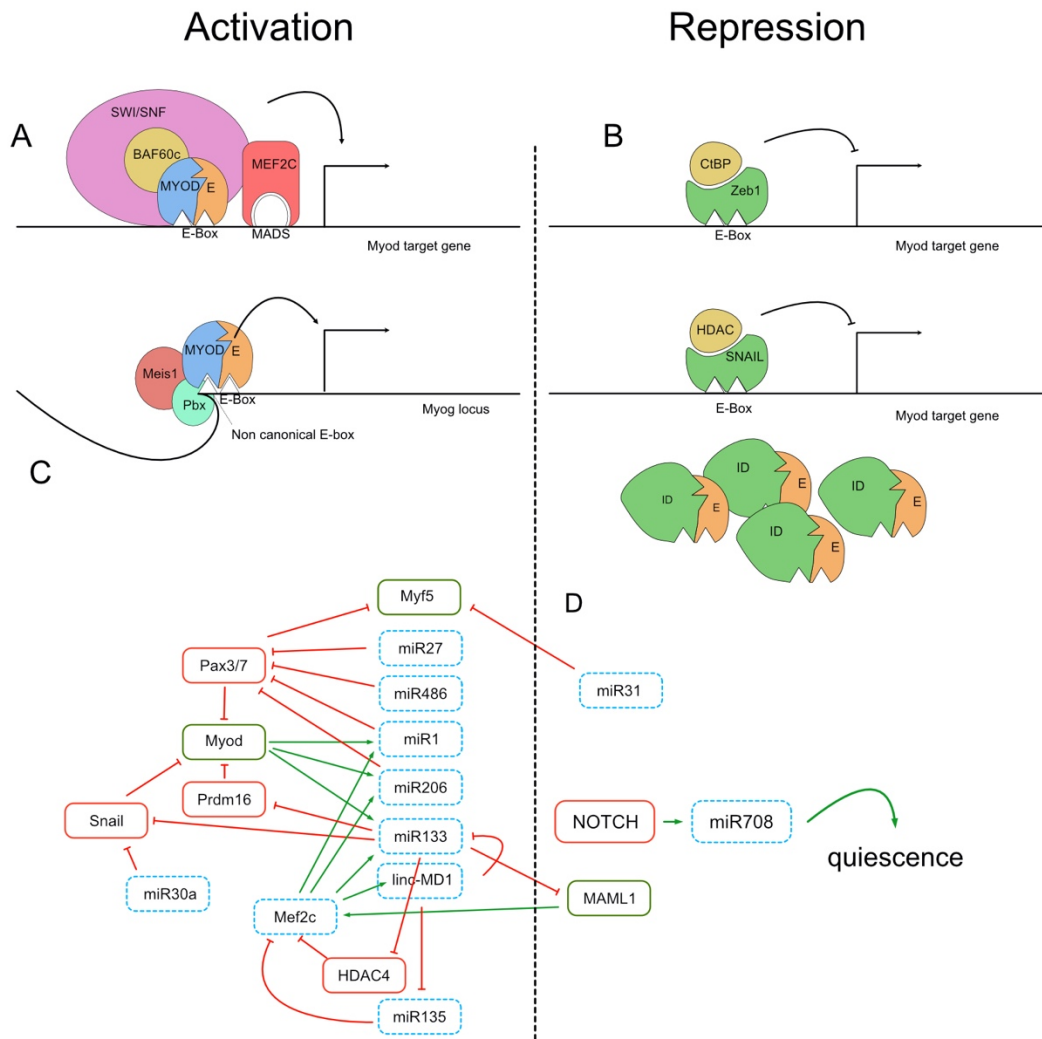 Activation
Repression
A
SWI/SNF
BAF60c
MYOD
E
MEF2C
E-Box
MADS
Myod target gene
B
CtBP
Zeb1
E-Box
Myod target gene
Meis1
MYOD
E
Pbx
E-Box
Myog locus
Non canonical E-box
HDAC
SNAIL
E-Box
Myod target gene
ID
E
ID
E
ID
E
ID
E
C
Myf5
miR27
Pax3/7
miR486
miR1
Myod
miR206
Prdm16
Snail
miR133
linc-MD1
miR30a
Mef2c
HDAC4
miR135
D
miR31
NOTCH
miR708
quiescence
MAML1